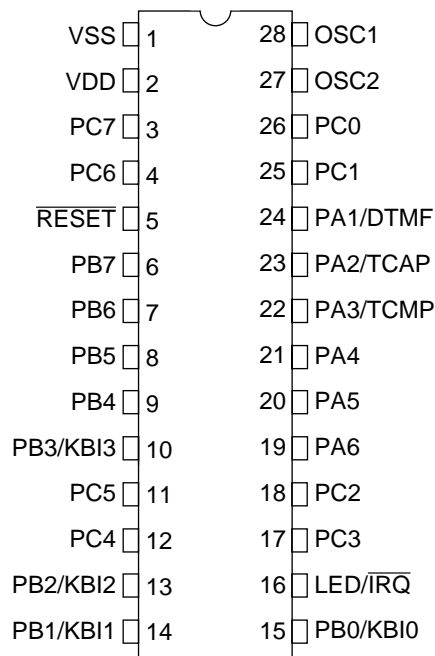 VSS 1 28 OSC1
VDD 2 27 OSC2
PC7 3 26 PC0
PC6 4 25 PC1
R̅E̅S̅E̅T̅ 5 24 PA1/DTMF
PB7 6 23 PA2/TCAP
PB6 7 22 PA3/TCMP
PB5 8 21 PA4
PB4 9 20 PA5
PB3/KBI3 10 19 PA6
PC5 11 18 PC2
PC4 12 17 PC3
PB2/KBI2 13 16 LED/I̅R̅Q̅
PB1/KBI1 14 15 PB0/KBI0